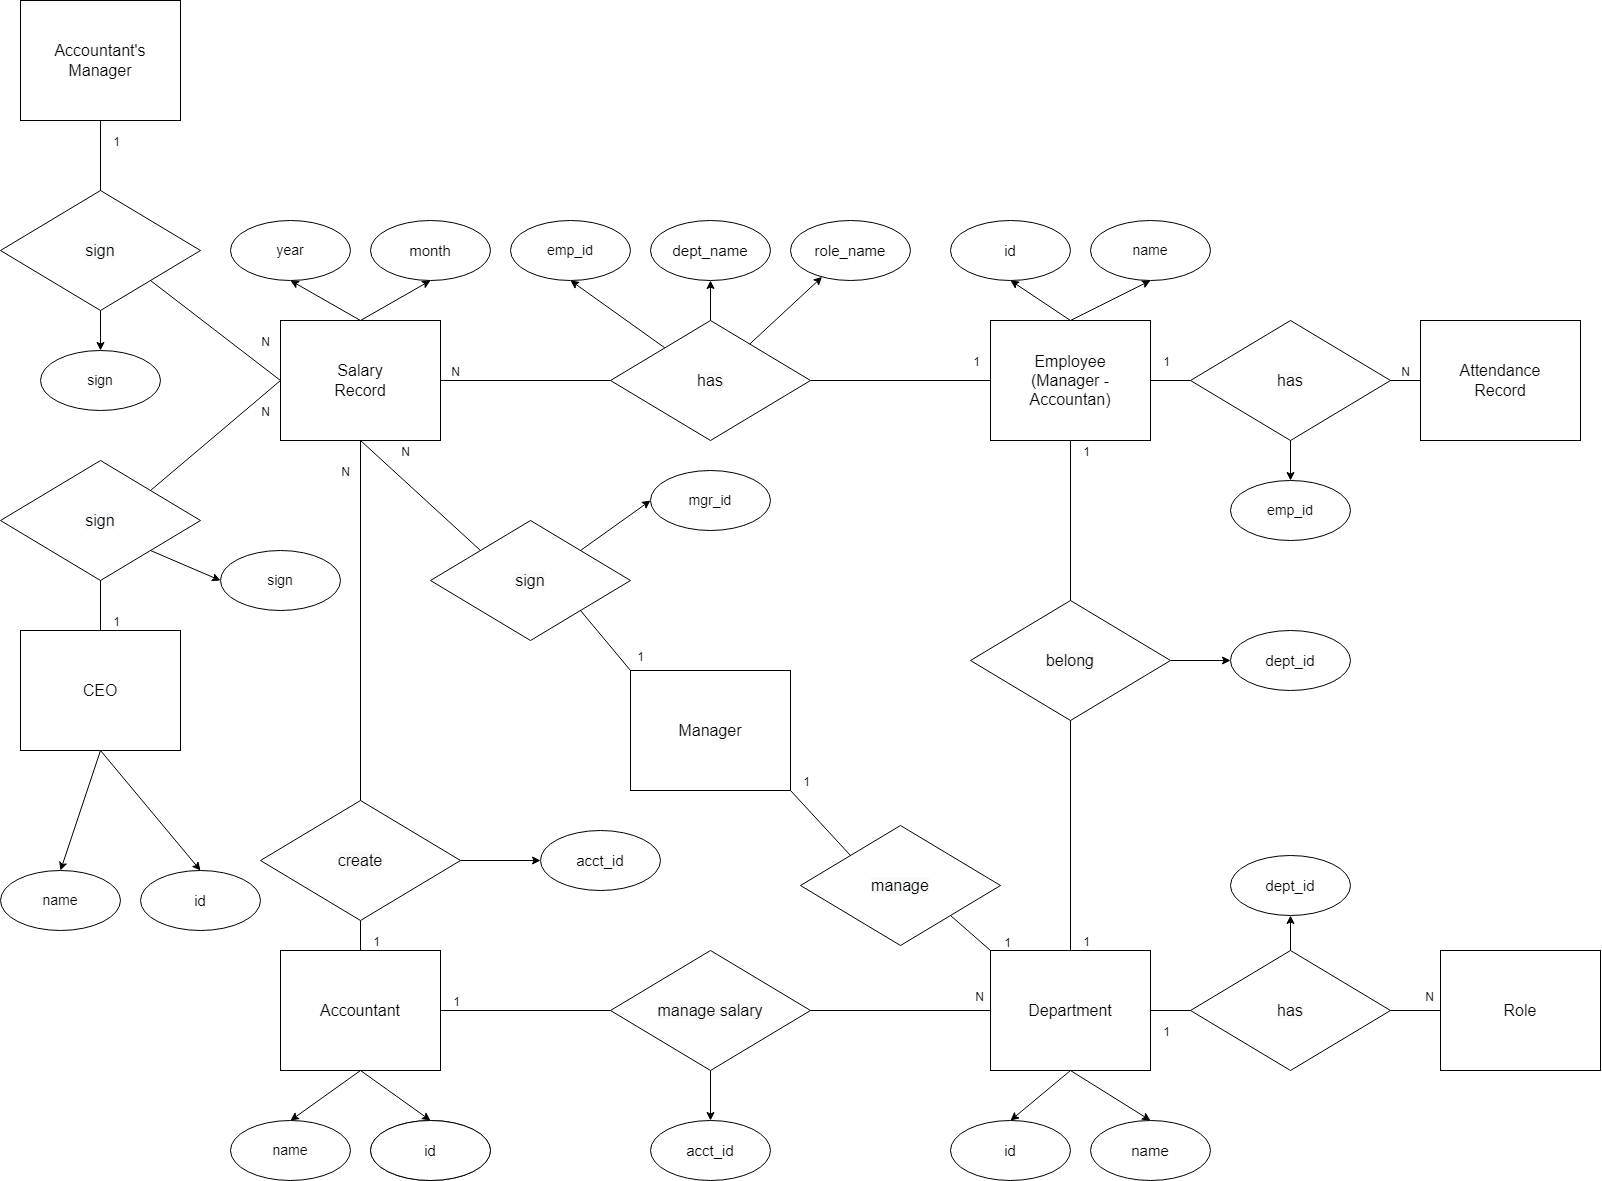 Accountant's
Manager
1
sign
year
month
emp_id
dept_name
role_name
id
name
N
sign
Salary
Record
N
has
1
Employee
(Manager -
Accountan)
1
has
N
Attendance
Record
N
N
N
1
mgr_id
emp_id
sign
sign
sign
1
CEO
1
belong
dept_id
Manager
1
name
id
create
acct_id
manage
dept_id
1
1
1
Accountant
1
manage salary
N
Department
1
has
N
Role
name
id
acct_id
id
name